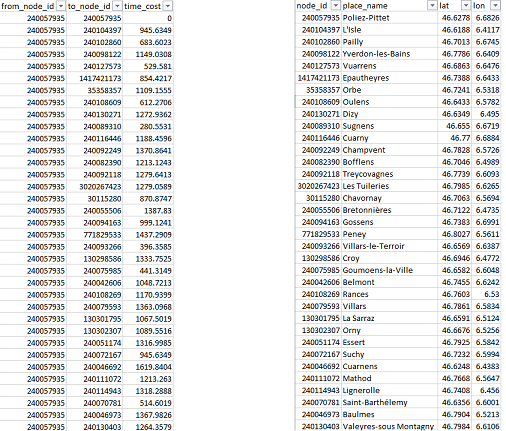 from_node_id to_node_id time_cost node_id place_name lat lon
240057935 240057935 0 240057935 Poliez-Pittet 46.6278 6.6826
240057935 240104397 945.6349 240104397 L'Isle 46.6188 6.4117
240057935 240102860 683.6023 240102860 Pailly 46.7013 6.6745
240057935 240098122 1149.0308 240098122 Yverdon-les-Bains 46.7786 6.6409
240057935 240127573 529.581 240127573 Vuarrens 46.6863 6.6476
240057935 1417421173 854.4217 1417421173 Epautheyres 46.7388 6.6433
240057935 35358357 1109.1555 35358357 Orbe 46.7241 6.5318
240057935 240108609 612.2706 240108609 Oulens 46.6433 6.5782
240057935 240130271 1272.9362 240130271 Dizy 46.6349 6.495
240057935 240089310 280.5531 240089310 Sugnens 46.655 6.6719
240057935 240116446 1188.4596 240116446 Cuarny 46.77 6.6884
240057935 240092249 1370.8641 240092249 Champvent 46.7828 6.5726
240057935 240082390 1213.1243 240082390 Bofflens 46.7046 6.4989
240057935 240092118 1279.6413 240092118 Treycovagnes 46.7739 6.6093
240057935 3020267423 1279.0589 3020267423 Les Tuileries 46.7985 6.6265
240057935 30115280 870.8747 30115280 Chavornay 46.7063 6.5694
240057935 240055506 1387.83 240055506 Bretonnières 46.7122 6.4735
240057935 240094163 999.1241 240094163 Gossens 46.7383 6.6991
240057935 771829533 1437.2909 771829533 Peney 46.8027 6.5611
240057935 240093266 396.3585 240093266 Villars-le-Terroir 46.6569 6.6387
240057935 130298586 1333.7525 130298586 Croy 46.6946 6.4772
240057935 240075985 441.3149 240075985 Goumoens-la-Ville 46.6582 6.6048
240057935 240042606 1048.7213 240042606 Belmont 46.7455 6.6242
240057935 240108269 1170.9399 240108269 Rances 46.7603 6.53
240057935 240079593 1363.0968 240079593 Villars 46.7861 6.5834
240057935 130301795 1067.5019 130301795 La Sarraz 46.6591 6.5124
240057935 130302307 1089.5516 130302307 Orny 46.6676 6.5256
240057935 240051174 1316.9985 240051174 Essert 46.7925 6.5842
240057935 240072167 945.6349 240072167 Suchy 46.7232 6.5994
240057935 240046692 1619.8404 240046692 Cuarnens 46.6248 6.4383
240057935 240111072 1213.263 240111072 Mathod 46.7668 6.5647
240057935 240114943 1318.2888 240114943 Lignerolle 46.7408 6.456
240057935 240070781 514.6019 240070781 Saint-Barthélemy 46.6356 6.6001
240057935 240046973 1367.9826 240046973 Baulmes 46.7904 6.5213
240057935 240130403 1264.3579 240130403 Valeyres-sous Montagny 46.7984 6.6106